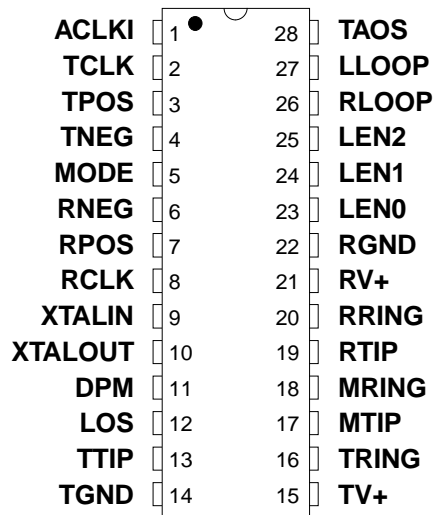 ACLKI 1 28 TAOS
TCLK 2 27 LLOOP
TPOS 3 26 RLOOP
TNEG 4 25 LEN2
MODE 5 24 LEN1
RNEG 6 23 LEN0
RPOS 7 22 RGND
RCLK 8 21 RV+
XTALIN 9 20 RRING
XTALOUT 10 19 RTIP
DPM 11 18 MRING
LOS 12 17 MTIP
TTIP 13 16 TRING
TGND 14 15 TV+